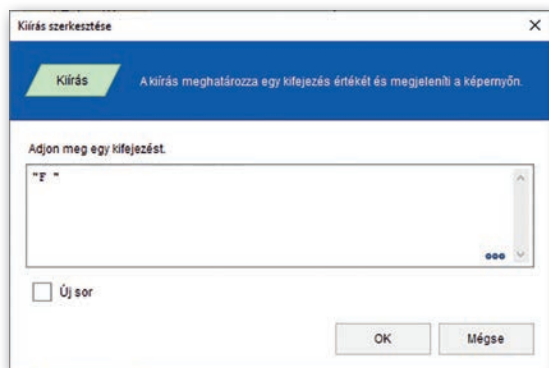 Kiírás szerkesztése
Kiírás
A kiírás meghatározza egy kifejezés értékét és megjeleníti a képernyőn.
Adjon meg egy kifejezést.
"F "
Új sor
OK
Mégse